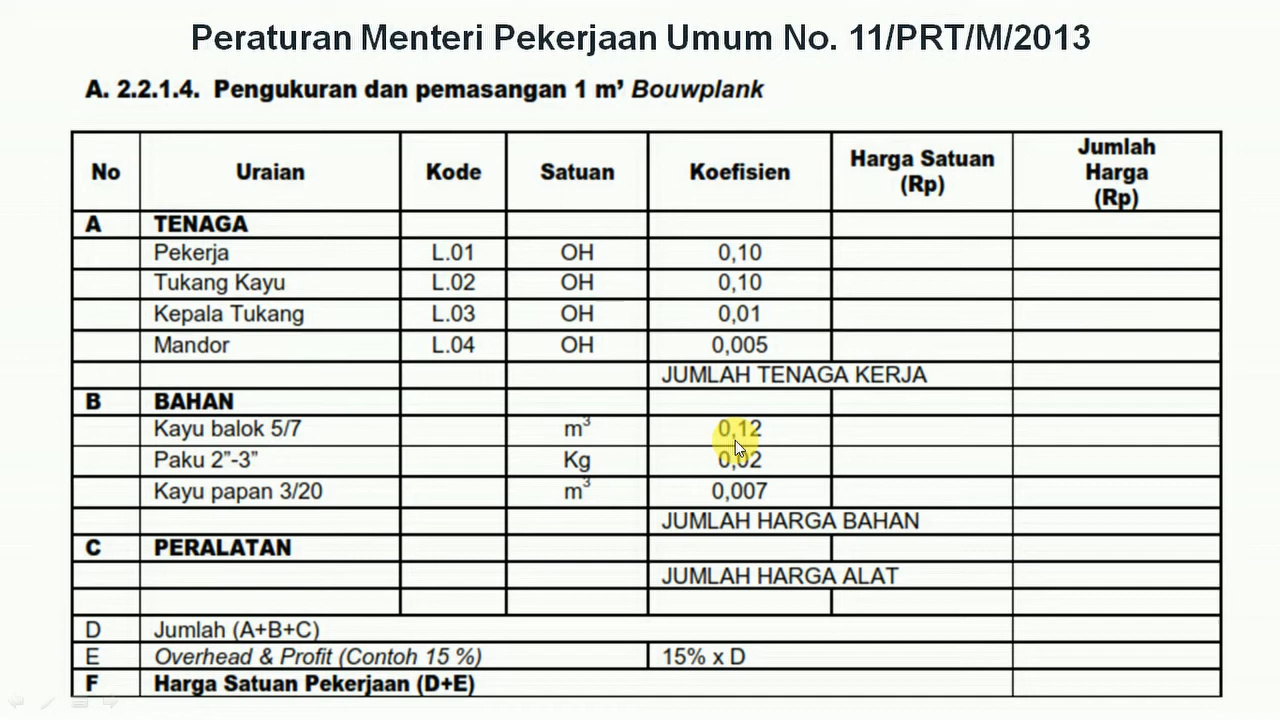 Peraturan Menteri Pekerjaan Umum No. 11/PRT/M/2013
A. 2.2.1.4. Pengukuran dan pemasangan 1 m’ Bouwplank
No Uraian Kode Satuan Koefisien Harga Satuan (Rp) Jumlah Harga (Rp)
A TENAGA
Pekerja L.01 OH 0,10
Tukang Kayu L.02 OH 0,10
Kepala Tukang L.03 OH 0,01
Mandor L.04 OH 0,005
JUMLAH TENAGA KERJA
B BAHAN
Kayu balok 5/7 m³ 0,12
Paku 2”-3” Kg 0,02
Kayu papan 3/20 m³ 0,007
JUMLAH HARGA BAHAN
C PERALATAN
JUMLAH HARGA ALAT
D Jumlah (A+B+C)
E Overhead & Profit (Contoh 15 %) 15% x D
F Harga Satuan Pekerjaan (D+E)